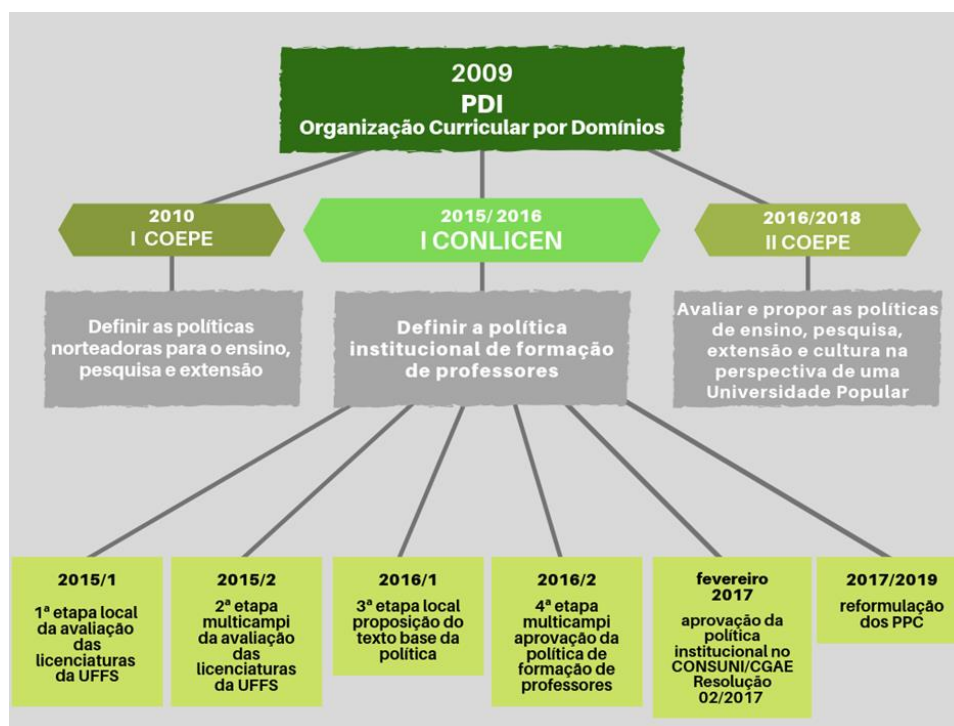 2009
PDI
Organização Curricular por Domínios
2010
I COEPE
2015/ 2016
I CONLICEN
2016/2018
II COEPE
Definir as políticas
norteadoras para o ensino,
pesquisa e extensão
Definir a política
institucional de formação
de professores
Avaliar e propor as políticas
de ensino, pesquisa,
extensão e cultura na
perspectiva de uma
Universidade Popular
2015/1
1ª etapa local
da avaliação
das
licenciaturas
da UFFS
2015/2
2ª etapa
multicampi
da avaliação
das
licenciaturas
da UFFS
2016/1
3ª etapa local
proposição do
texto base da
política
2016/2
4ª etapa
multicampi
aprovação da
política de
formação de
professores
fevereiro
2017
aprovação da
política
institucional no
CONSUNI/CGAE
Resolução
02/2017
2017/2019
reformulação
dos PPC